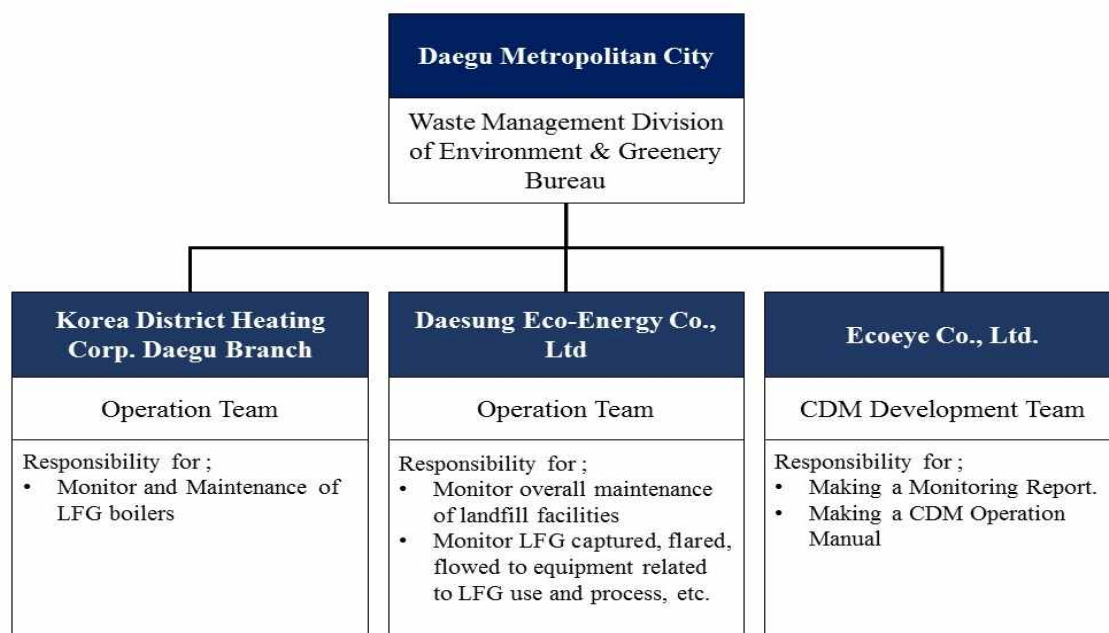 Daegu Metropolitan City
Waste Management Division
of Environment & Greenery
Bureau
Korea District Heating
Corp. Daegu Branch
Operation Team
Responsibility for ;
• Monitor and Maintenance of
LFG boilers
Daesung Eco-Energy Co.,
Ltd
Operation Team
Responsibility for ;
• Monitor overall maintenance
of landfill facilities
• Monitor LFG captured, flared,
flowed to equipment related
to LFG use and process, etc.
Ecoeye Co., Ltd.
CDM Development Team
Responsibility for ;
• Making a Monitoring Report.
• Making a CDM Operation
Manual